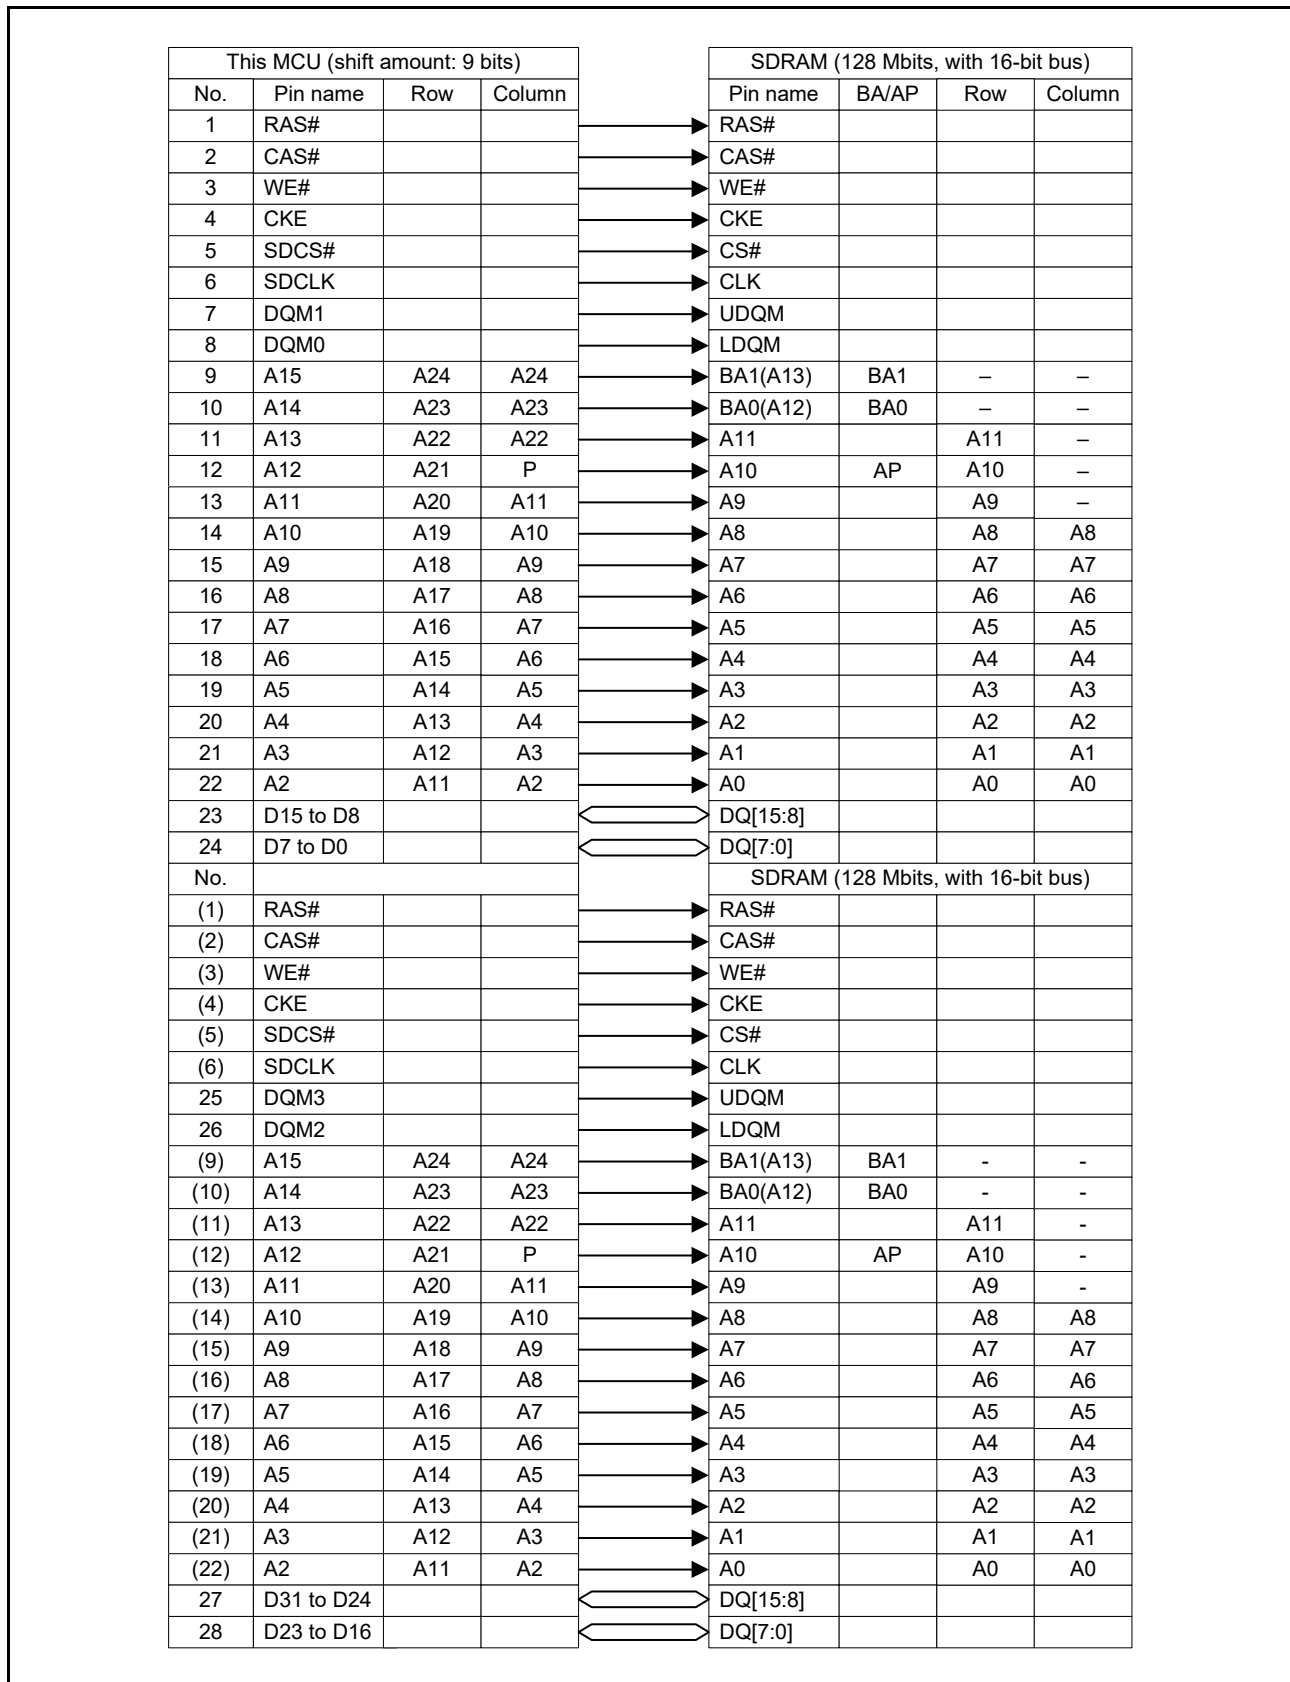 This MCU (shift amount: 9 bits) SDRAM (128 Mbits, with 16-bit bus)
No. Pin name Row Column Pin name BA/AP Row Column
1 RAS# RAS#
2 CAS# CAS#
3 WE# WE#
4 CKE CKE
5 SDCS# CS#
6 SDCLK CLK
7 DQM1 UDQM
8 DQM0 LDQM
9 A15 A24 A24 BA1(A13) BA1 – –
10 A14 A23 A23 BA0(A12) BA0 – –
11 A13 A22 A22 A11 A11 –
12 A12 A21 P A10 AP A10 –
13 A11 A20 A11 A9 A9 –
14 A10 A19 A10 A8 A8 A8
15 A9 A18 A9 A7 A7 A7
16 A8 A17 A8 A6 A6 A6
17 A7 A16 A7 A5 A5 A5
18 A6 A15 A6 A4 A4 A4
19 A5 A14 A5 A3 A3 A3
20 A4 A13 A4 A2 A2 A2
21 A3 A12 A3 A1 A1 A1
22 A2 A11 A2 A0 A0 A0
23 D15 to D8 DQ[15:8]
24 D7 to D0 DQ[7:0]
No. SDRAM (128 Mbits, with 16-bit bus)
(1) RAS# RAS#
(2) CAS# CAS#
(3) WE# WE#
(4) CKE CKE
(5) SDCS# CS#
(6) SDCLK CLK
25 DQM3 UDQM
26 DQM2 LDQM
(9) A15 A24 A24 BA1(A13) BA1 - -
(10) A14 A23 A23 BA0(A12) BA0 - -
(11) A13 A22 A22 A11 A11 -
(12) A12 A21 P A10 AP A10 -
(13) A11 A20 A11 A9 A9 -
(14) A10 A19 A10 A8 A8 A8
(15) A9 A18 A9 A7 A7 A7
(16) A8 A17 A8 A6 A6 A6
(17) A7 A16 A7 A5 A5 A5
(18) A6 A15 A6 A4 A4 A4
(19) A5 A14 A5 A3 A3 A3
(20) A4 A13 A4 A2 A2 A2
(21) A3 A12 A3 A1 A1 A1
(22) A2 A11 A2 A0 A0 A0
27 D31 to D24 DQ[15:8]
28 D23 to D16 DQ[7:0]